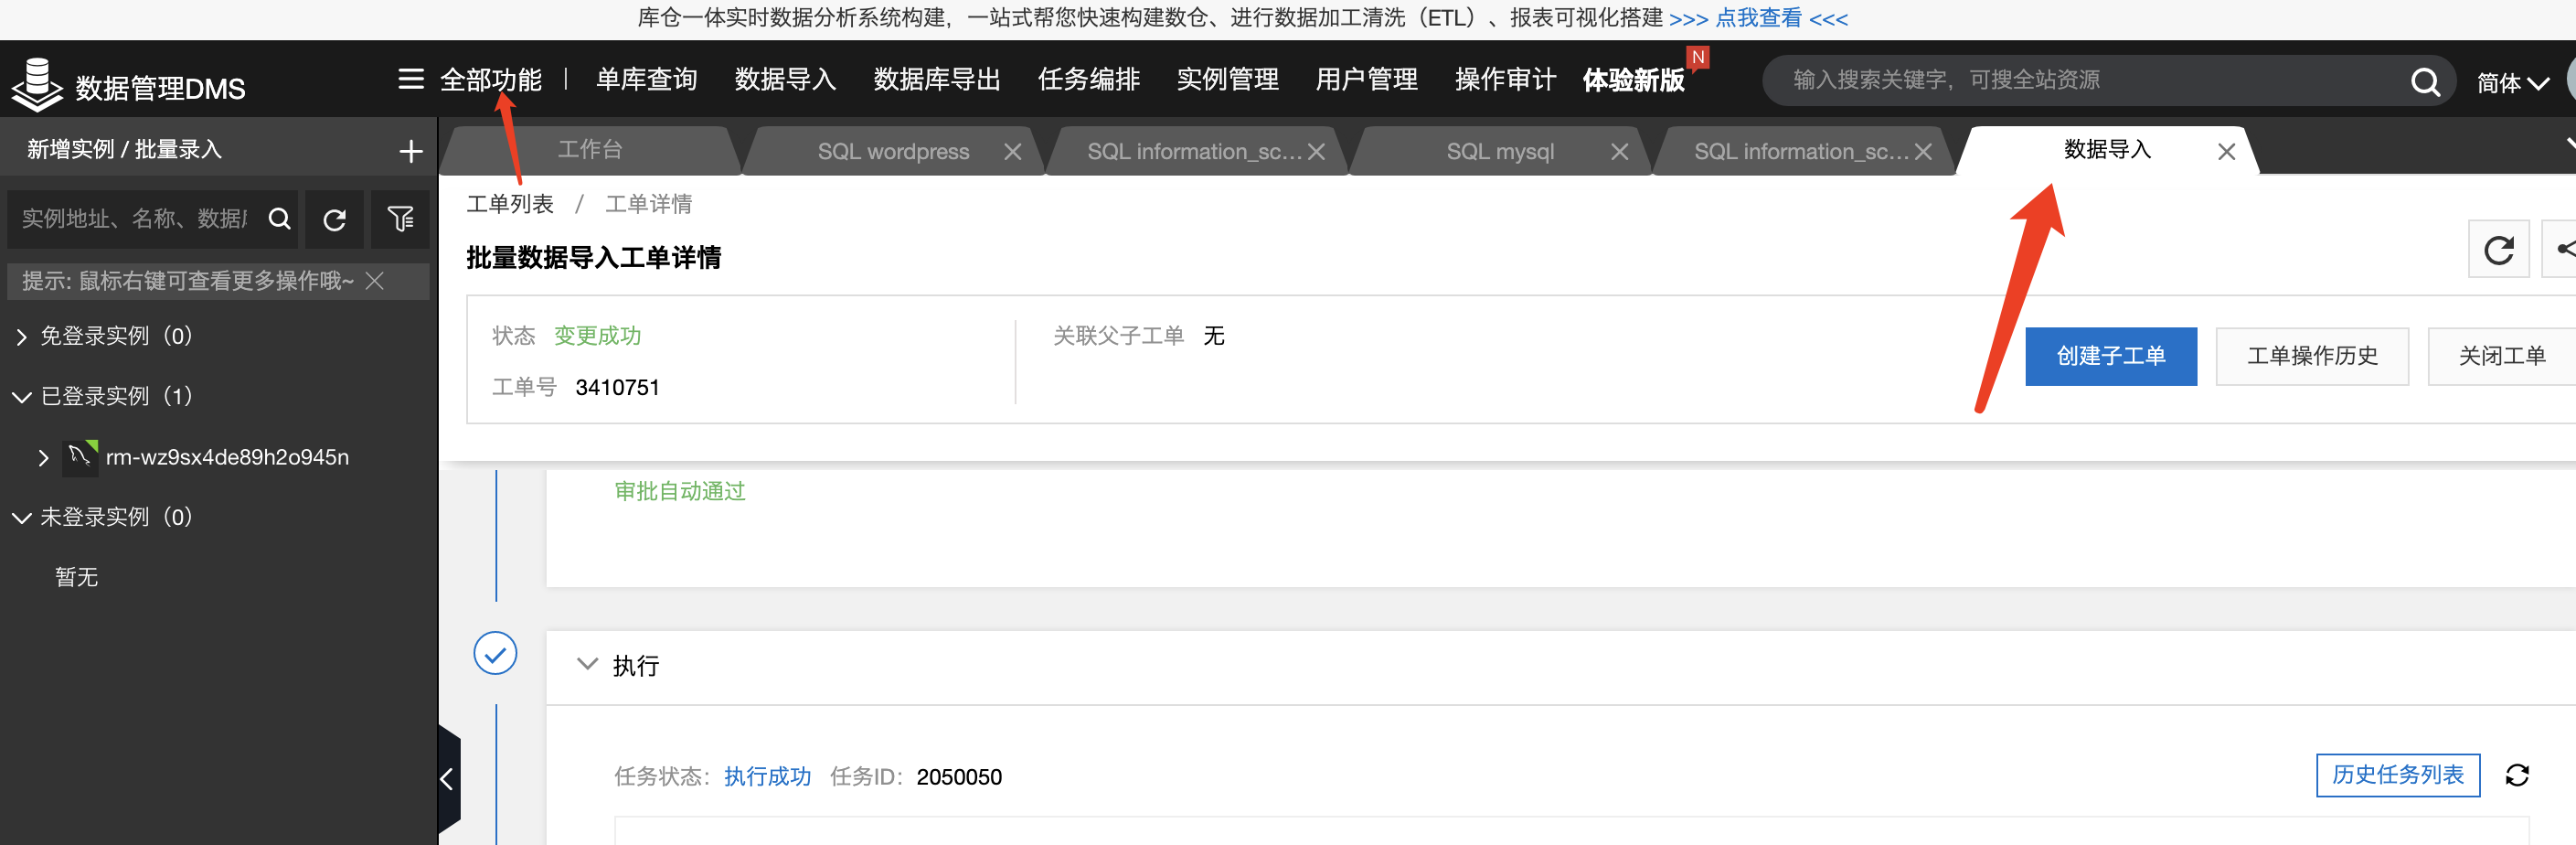 库仓一体实时数据分析系统构建，一站式帮您快速构建数仓、进行数据加工清洗（ETL）、报表可视化搭建 >>> 点我查看 <<<
数据管理DMS
全部功能 | 单库查询 数据导入 数据库导出 任务编排 实例管理 用户管理 操作审计 体验新版 N
输入搜索关键字，可搜全站资源
简体
新增实例 / 批量录入 +
工作台
SQL wordpress
SQL information_sc...
SQL mysql
SQL information_sc...
数据导入
实例地址、名称、数据
提示: 鼠标右键可查看更多操作哦~
免登录实例（0）
已登录实例（1）
rm-wz9sx4de89h2o945n
未登录实例（0）
暂无
工单列表 / 工单详情
批量数据导入工单详情
状态 变更成功
工单号 3410751
关联父子工单 无
创建子工单
工单操作历史
关闭工单
审批自动通过
执行
任务状态： 执行成功 任务ID： 2050050
历史任务列表